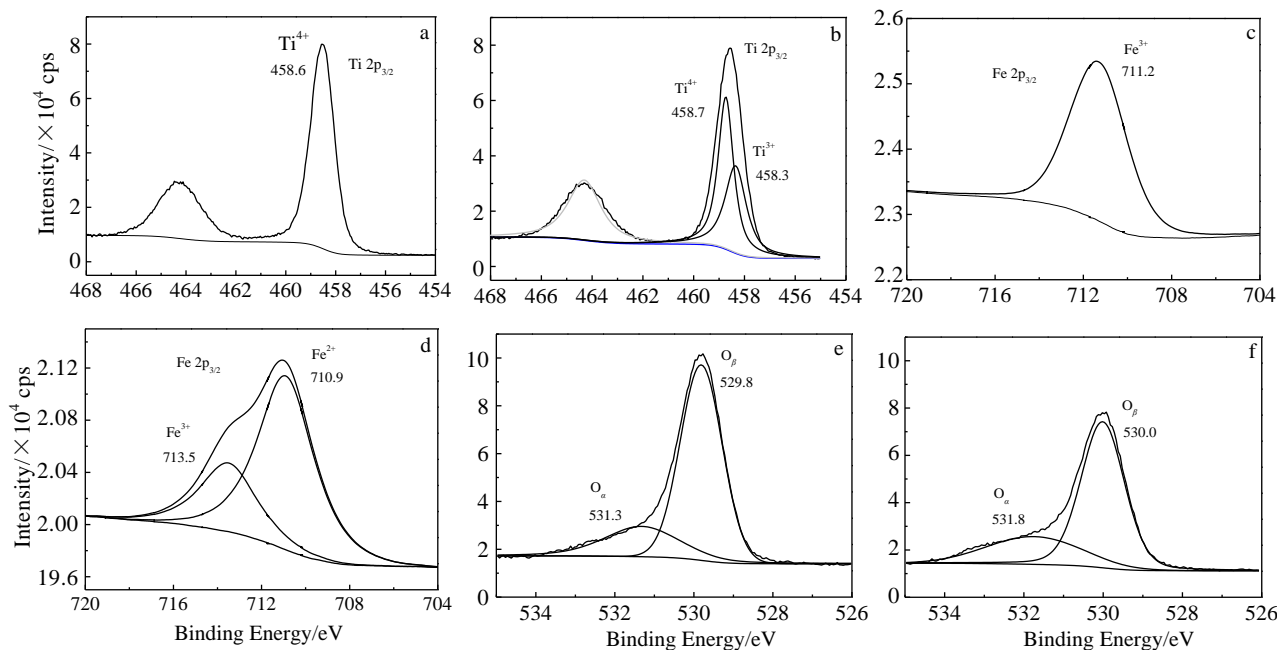 a
Ti4+
458.6
Ti 2p3/2
8
6
4
2
0
468 466 464 462 460 458 456 454
Intensity/×104 cps
b
Ti 2p3/2
Ti4+
458.7
Ti3+
458.3
8
6
4
2
0
468 466 464 462 460 458 456 454
c
Fe3+
Fe 2p3/2
711.2
2.6
2.5
2.4
2.3
2.2
720 716 712 708 704
d
Fe 2p3/2
Fe2+
710.9
Fe3+
713.5
2.12
2.08
2.04
2.00
19.6
720 716 712 708 704
Intensity/×104 cps
Binding Energy/eV
e
Oβ
529.8
Oα
531.3
10
8
6
4
2
0
534 532 530 528 526
Binding Energy/eV
f
Oβ
530.0
Oα
531.8
10
8
6
4
2
0
534 532 530 528 526
Binding Energy/eV